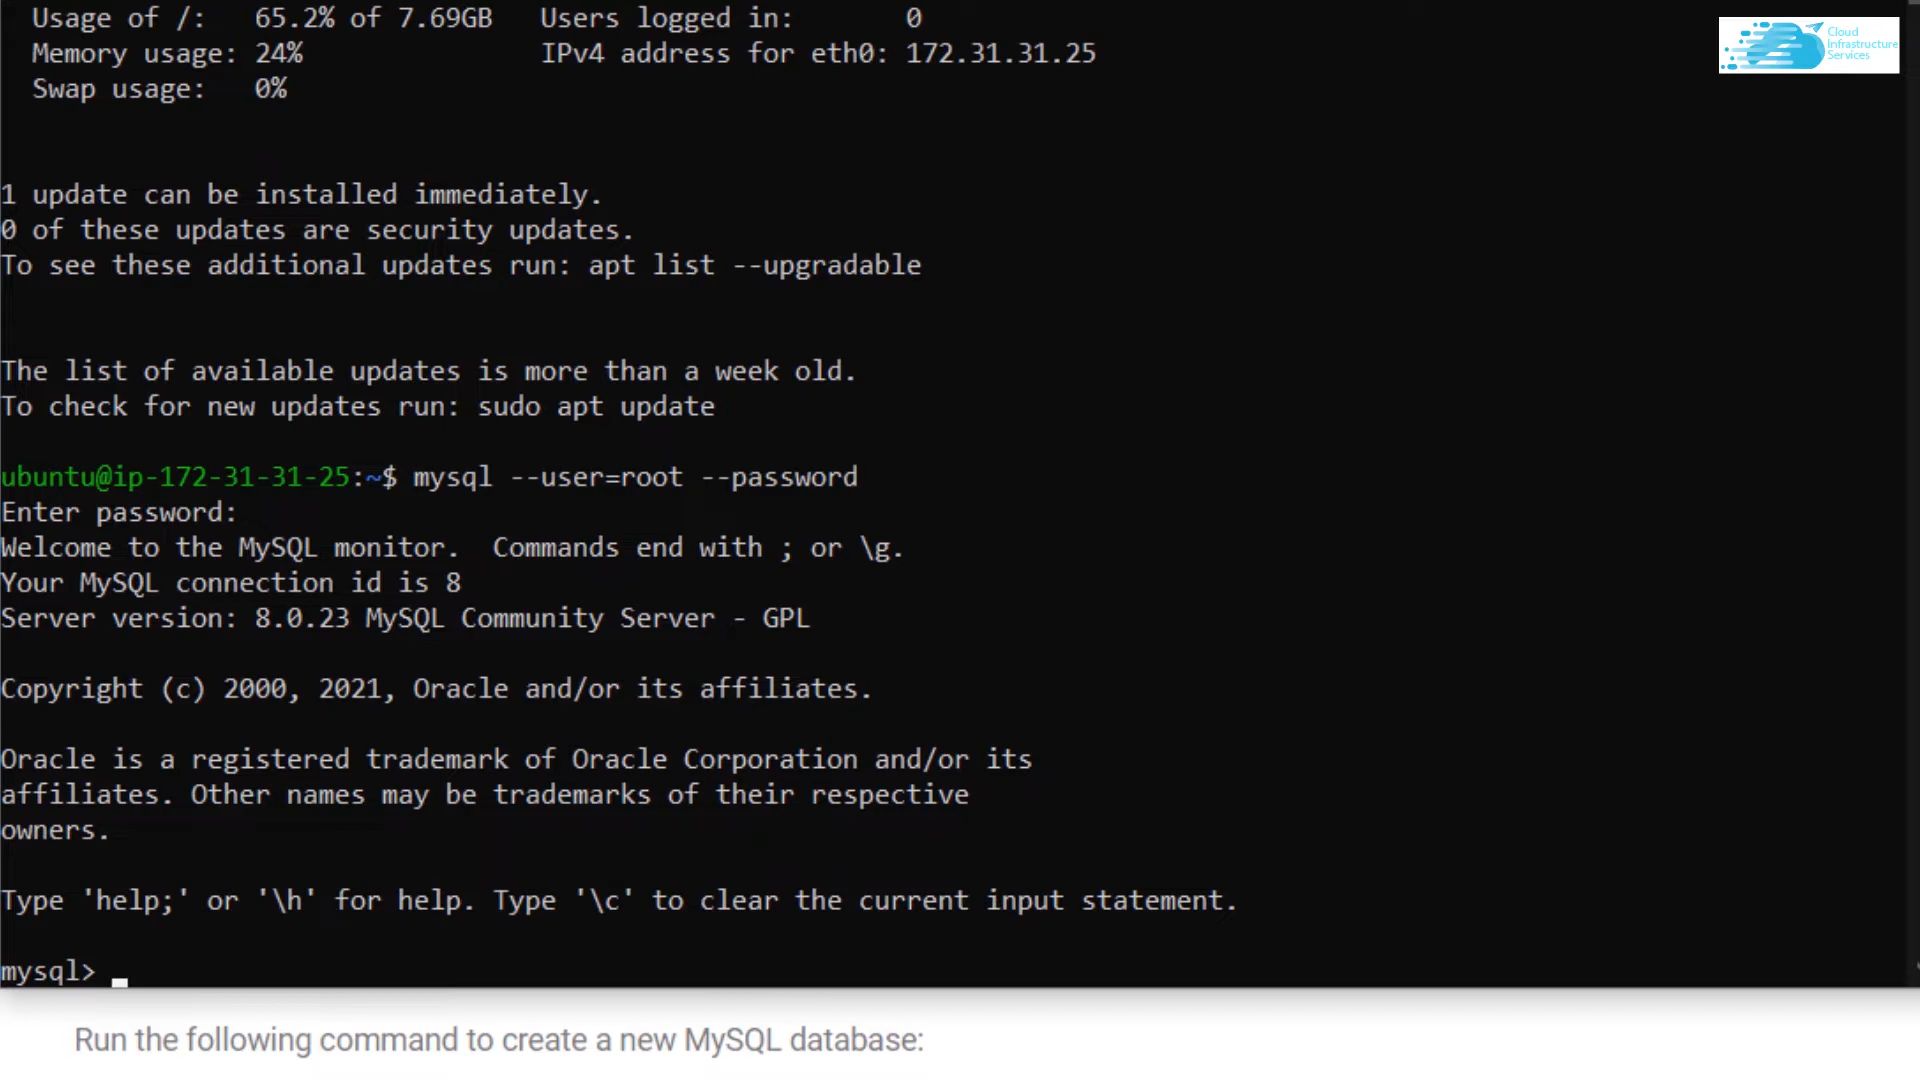 Usage of /:   65.2% of 7.69GB   Users logged in:       0
Memory usage: 24%               IPv4 address for eth0: 172.31.31.25
Swap usage:   0%
Cloud
Infrastructure
Services
1 update can be installed immediately.
0 of these updates are security updates.
To see these additional updates run: apt list --upgradable
The list of available updates is more than a week old.
To check for new updates run: sudo apt update
ubuntu@ip-172-31-31-25:~$ mysql --user=root --password
Enter password:
Welcome to the MySQL monitor.  Commands end with ; or \g.
Your MySQL connection id is 8
Server version: 8.0.23 MySQL Community Server - GPL
Copyright (c) 2000, 2021, Oracle and/or its affiliates.
Oracle is a registered trademark of Oracle Corporation and/or its
affiliates. Other names may be trademarks of their respective
owners.
Type 'help;' or '\h' for help. Type '\c' to clear the current input statement.
mysql> _
Run the following command to create a new MySQL database: